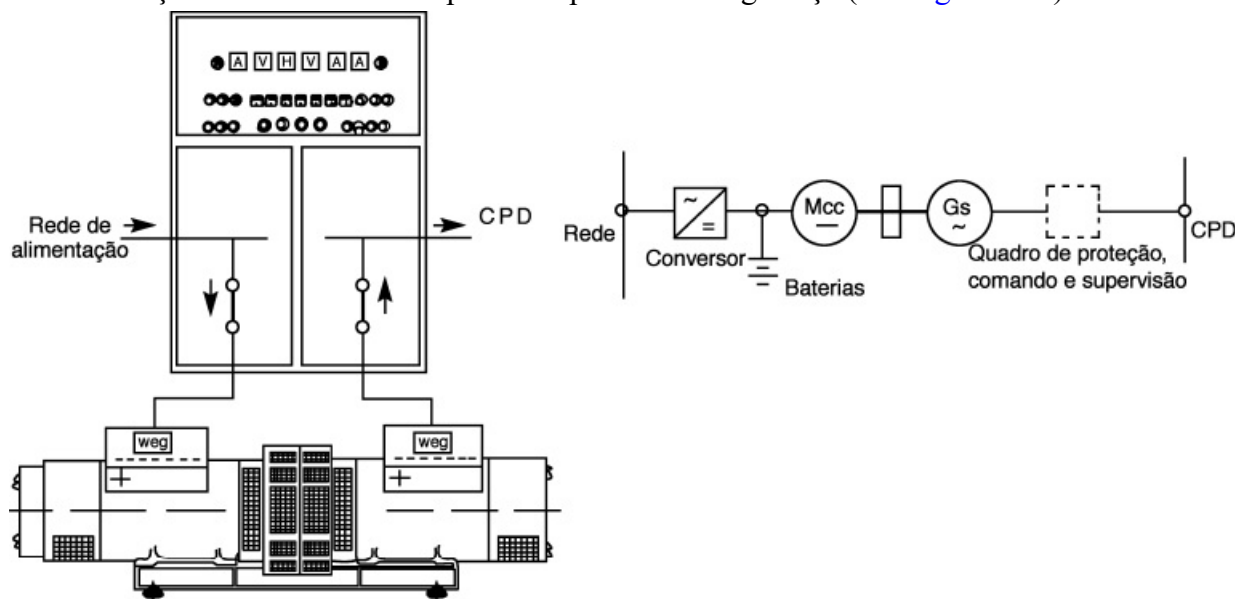 A V H V A A
Rede de
alimentação
CPD
weg
weg
Rede
~
=
Conversor
Baterias
Mcc
Gs
~
Quadro de proteção,
comando e supervisão
CPD